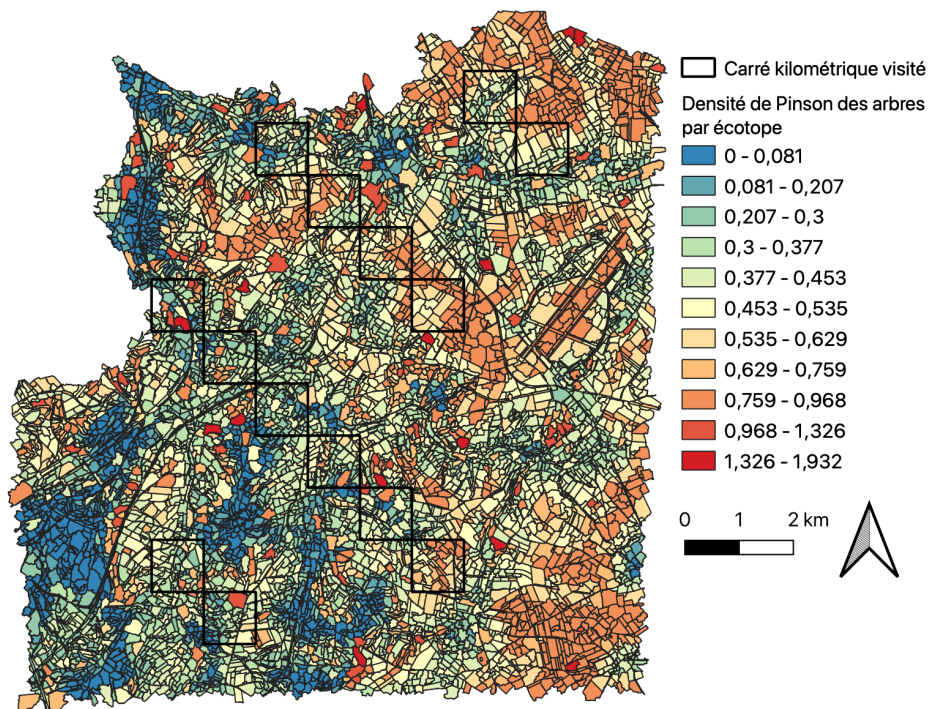 Carré kilométrique visité
Densité de Pinson des arbres
par écotope
0 - 0,081
0,081 - 0,207
0,207 - 0,3
0,3 - 0,377
0,377 - 0,453
0,453 - 0,535
0,535 - 0,629
0,629 - 0,759
0,759 - 0,968
0,968 - 1,326
1,326 - 1,932
0 1 2 km